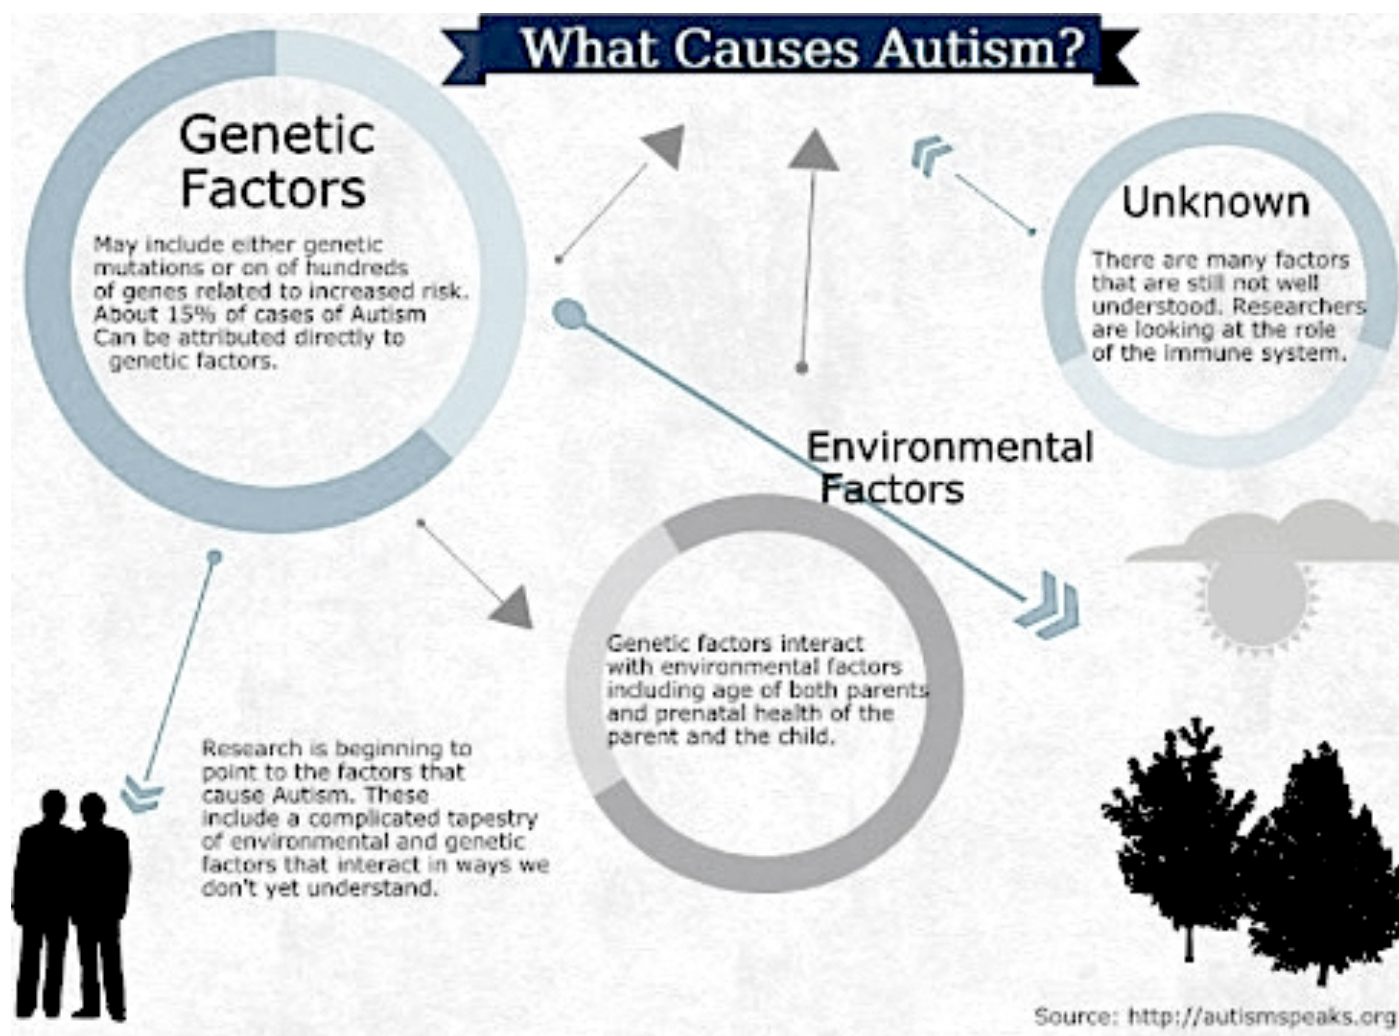 What Causes Autism?
Genetic
Factors
May include either genetic
mutations or on of hundreds
of genes related to increased risk.
About 15% of cases of Autism
Can be attributed directly to
genetic factors.
Unknown
There are many factors
that are still not well
understood. Researchers
are looking at the role
of the immune system.
Environmental
Factors
Genetic factors interact
with environmental factors
including age of both parents
and prenatal health of the
parent and the child.
Research is beginning to
point to the factors that
cause Autism. These
include a complicated tapestry
of environmental and genetic
factors that interact in ways we
don't yet understand.
Source: http://autismspeaks.org